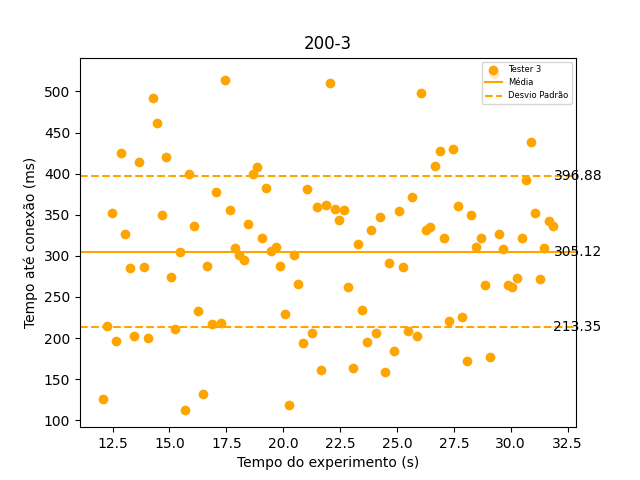 200-3
Tester 3
Média
Desvio Padrão
500
450
400
350
300
250
200
150
100
396.88
305.12
213.35
Tempo até conexão (ms)
12.5 15.0 17.5 20.0 22.5 25.0 27.5 30.0 32.5
Tempo do experimento (s)